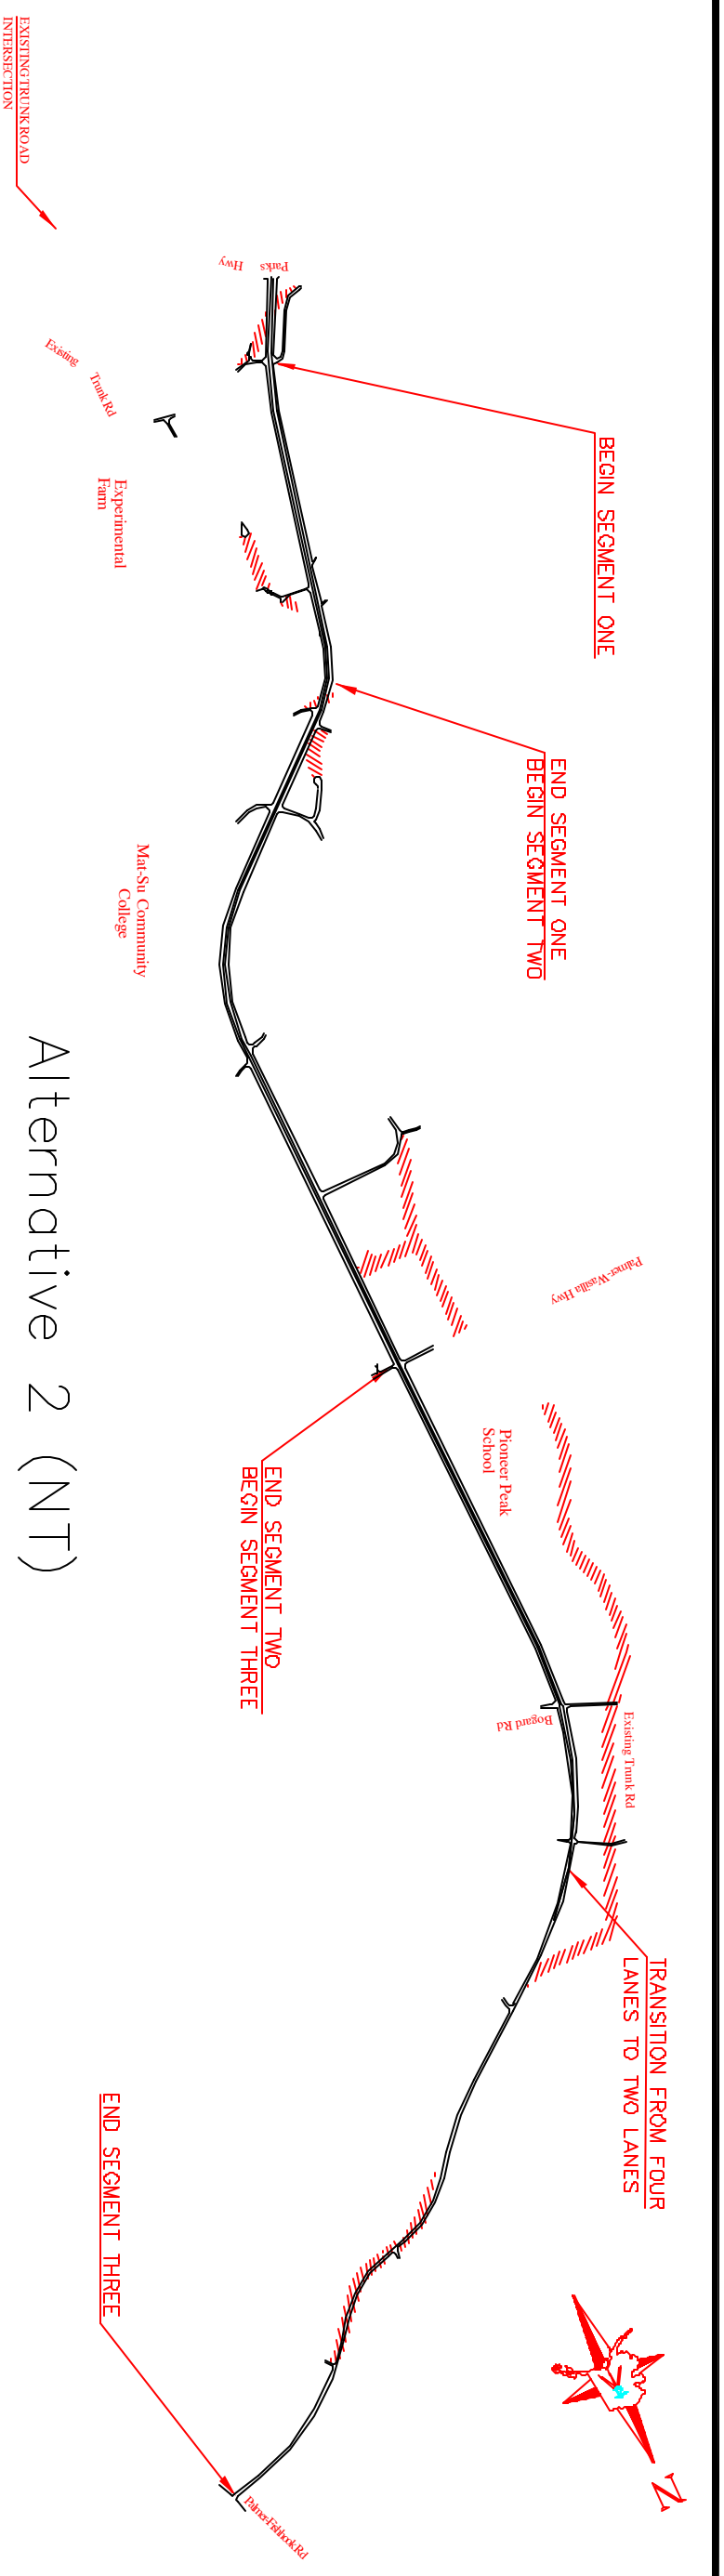 EXISTING TRUNK ROAD
INTERSECTION
Parks Hwy
Existing Trunk Rd
Experimental
Farm
BEGIN SEGMENT ONE
END SEGMENT ONE
BEGIN SEGMENT TWO
Mat-Su Community
College
Alternative 2 (NT)
Palmer-Wasilla Hwy
Pioneer Peak
School
END SEGMENT TWO
BEGIN SEGMENT THREE
Bogard Rd
Existing Trunk Rd
TRANSITION FROM FOUR
LANES TO TWO LANES
END SEGMENT THREE
Palmer-Fishhook Rd
N